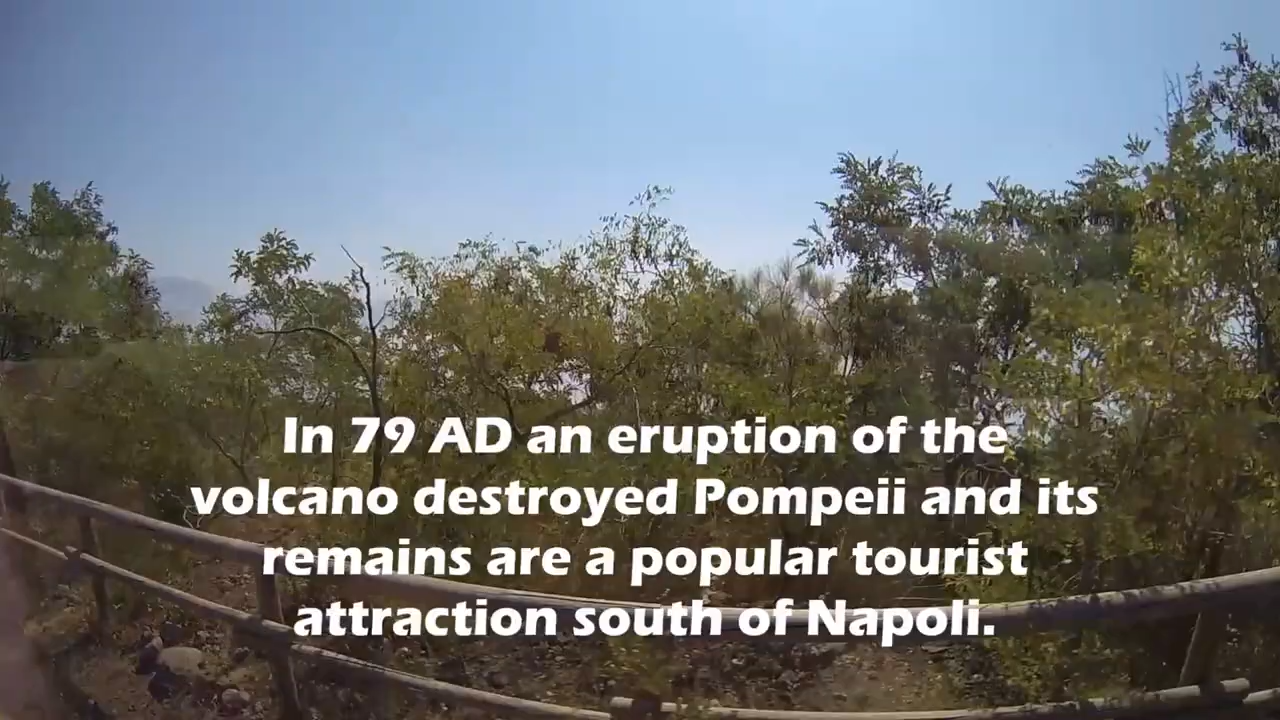 In 79 AD an eruption of the
volcano destroyed Pompeii and its
remains are a popular tourist
attraction south of Napoli.